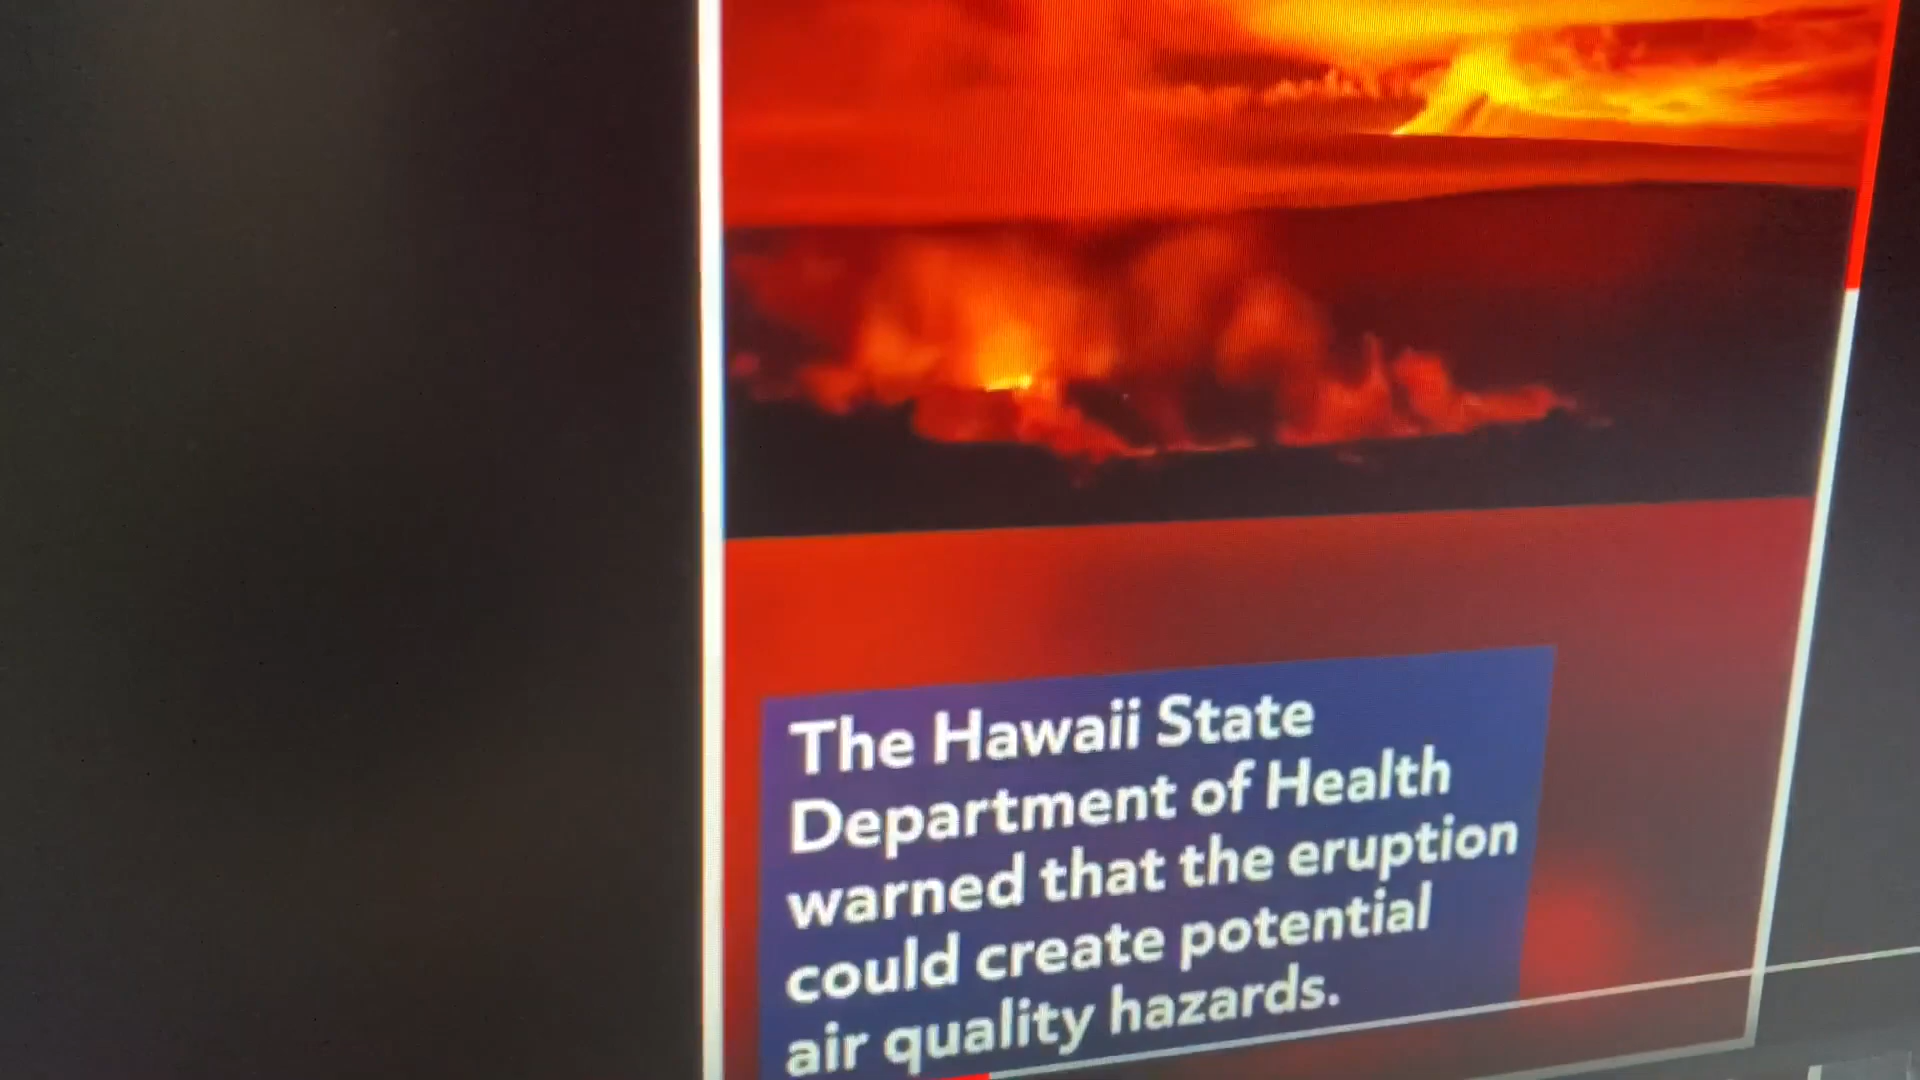 The Hawaii State
Department of Health
warned that the eruption
could create potential
air quality hazards.